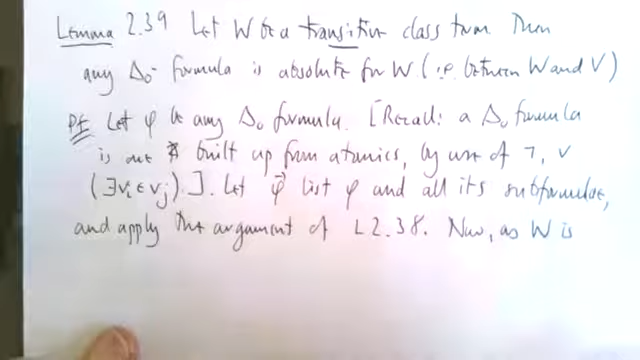 Lemma 2.39 Let W be a transitive class term Then
any Δ₀- formula is absolute for W (i.e. between W and V)
Pf: Let φ be any Δ₀ formula. [Recall: a Δ₀ formula
is one built up from atomics, by use of ¬, ∨
(∃vᵢ ∈ vⱼ).]. Let φ⃗ list φ and all its subformulae,
and apply the argument of L2.38. Now, as W is